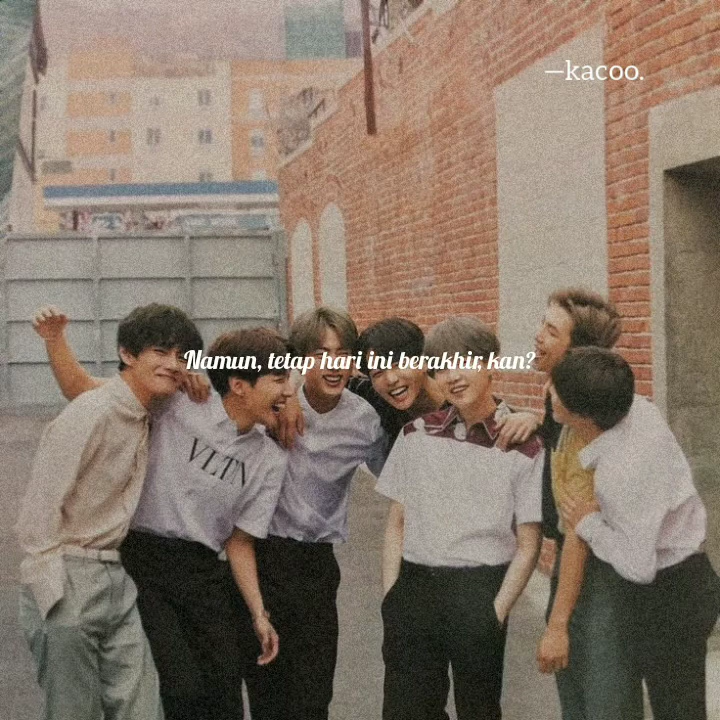 —kacoo.
Namun, tetap hari ini berakhir, kan?
VLTN